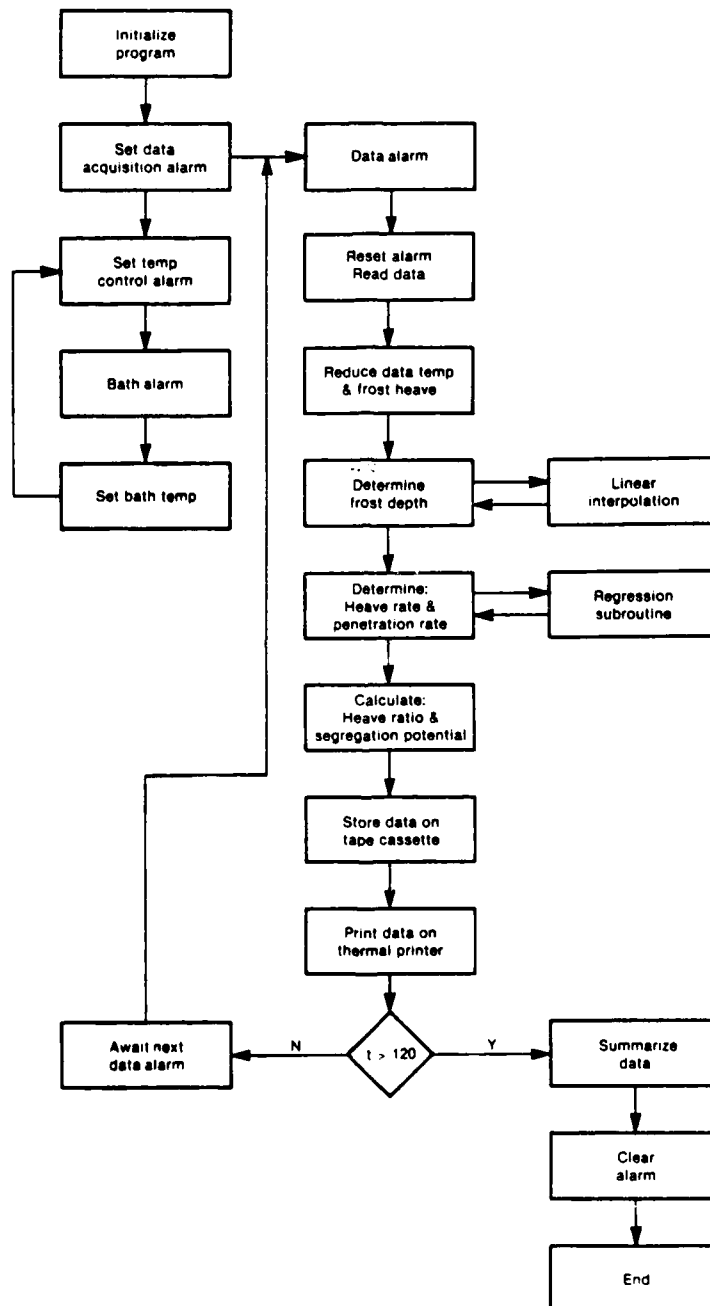 Initialize
program
Set data
acquisition alarm
Set temp
control alarm
Bath alarm
Set bath temp
Data alarm
Reset alarm
Read data
Reduce data temp
& frost heave
Determine
frost depth
Linear
interpolation
Determine:
Heave rate &
penetration rate
Regression
subroutine
Calculate:
Heave ratio &
segregation potential
Store data on
tape cassette
Print data on
thermal printer
t > 120
N
Y
Await next
data alarm
Summarize
data
Clear
alarm
End